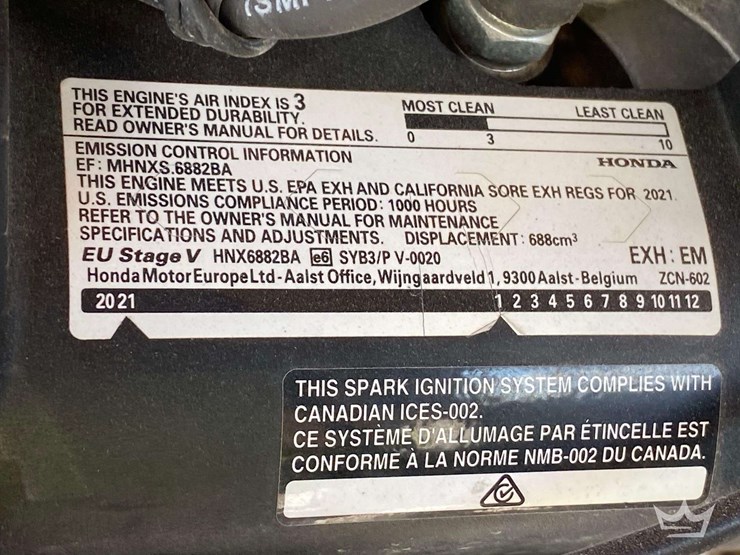 THIS ENGINE'S AIR INDEX IS 3
FOR EXTENDED DURABILITY.
READ OWNER'S MANUAL FOR DETAILS.
MOST CLEAN LEAST CLEAN
0 3 10
EMISSION CONTROL INFORMATION
HONDA
EF: MHNXS.6882BA
THIS ENGINE MEETS U.S. EPA EXH AND CALIFORNIA SORE EXH REGS FOR 2021.
U.S. EMISSIONS COMPLIANCE PERIOD: 1000 HOURS
REFER TO THE OWNER'S MANUAL FOR MAINTENANCE
SPECIFICATIONS AND ADJUSTMENTS. DISPLACEMENT: 688cm³
EU Stage V HNX6882BA e6 SYB3/P V-0020 EXH: EM
Honda Motor Europe Ltd - Aalst Office, Wijngaardveld 1, 9300 Aalst - Belgium ZCN-602
2021 1 2 3 4 5 6 7 8 9 10 11 12
THIS SPARK IGNITION SYSTEM COMPLIES WITH
CANADIAN ICES-002.
CE SYSTÈME D'ALLUMAGE PAR ÉTINCELLE EST
CONFORME À LA NORME NMB-002 DU CANADA.